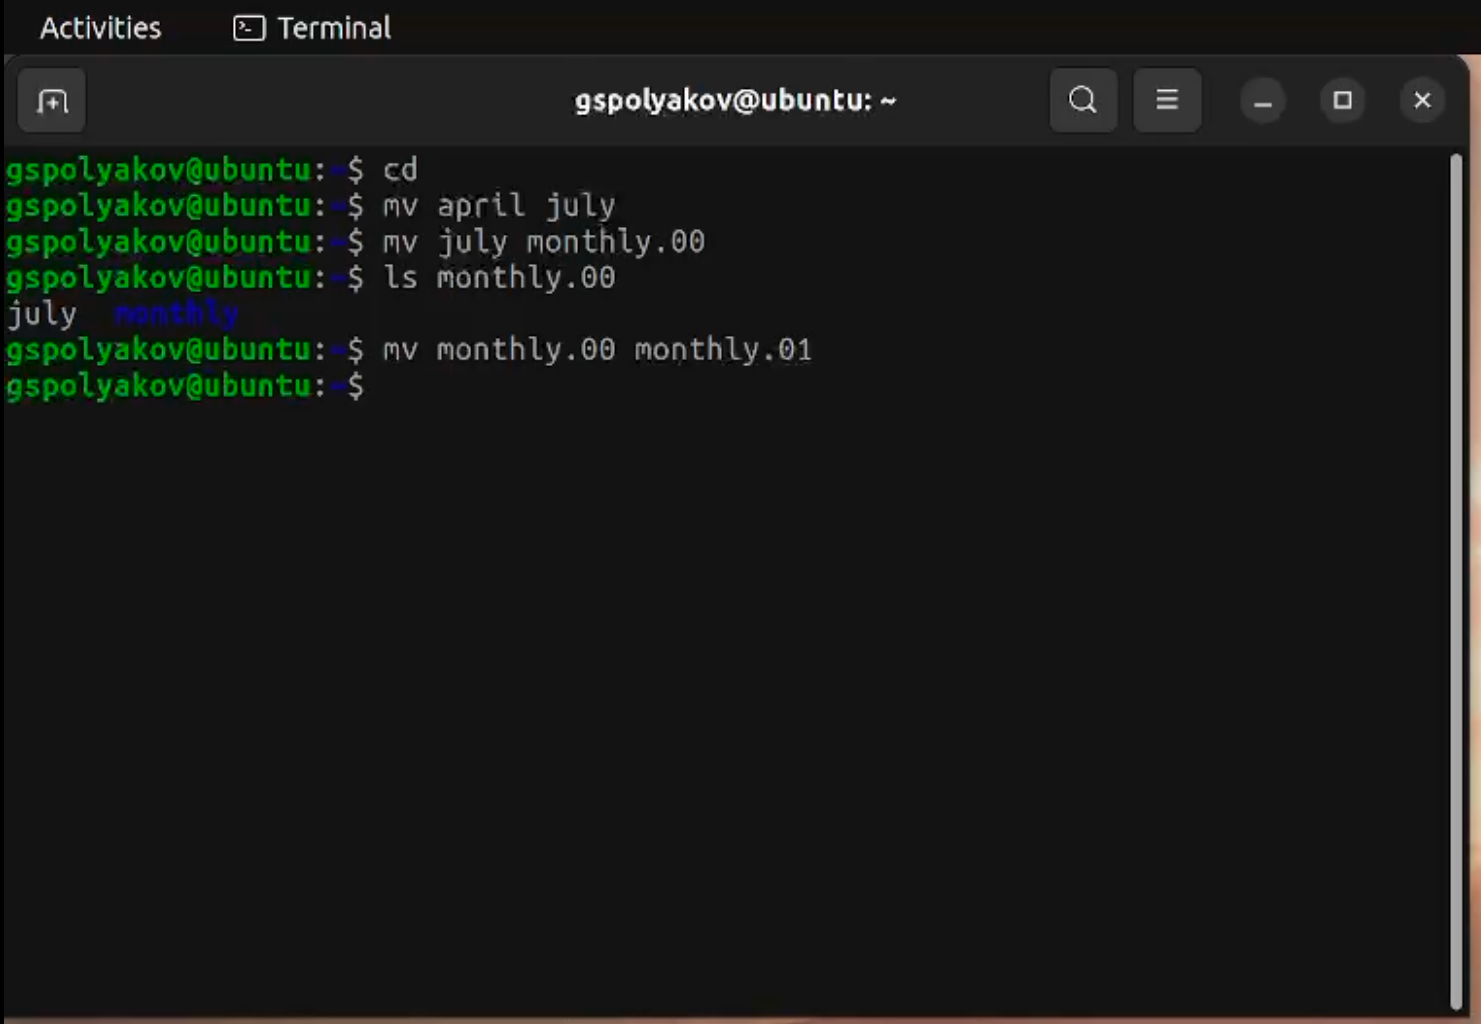 Activities Terminal
gspolyakov@ubuntu: ~
gspolyakov@ubuntu:~$ cd
gspolyakov@ubuntu:~$ mv april july
gspolyakov@ubuntu:~$ mv july monthly.00
gspolyakov@ubuntu:~$ ls monthly.00
july monthly
gspolyakov@ubuntu:~$ mv monthly.00 monthly.01
gspolyakov@ubuntu:~$